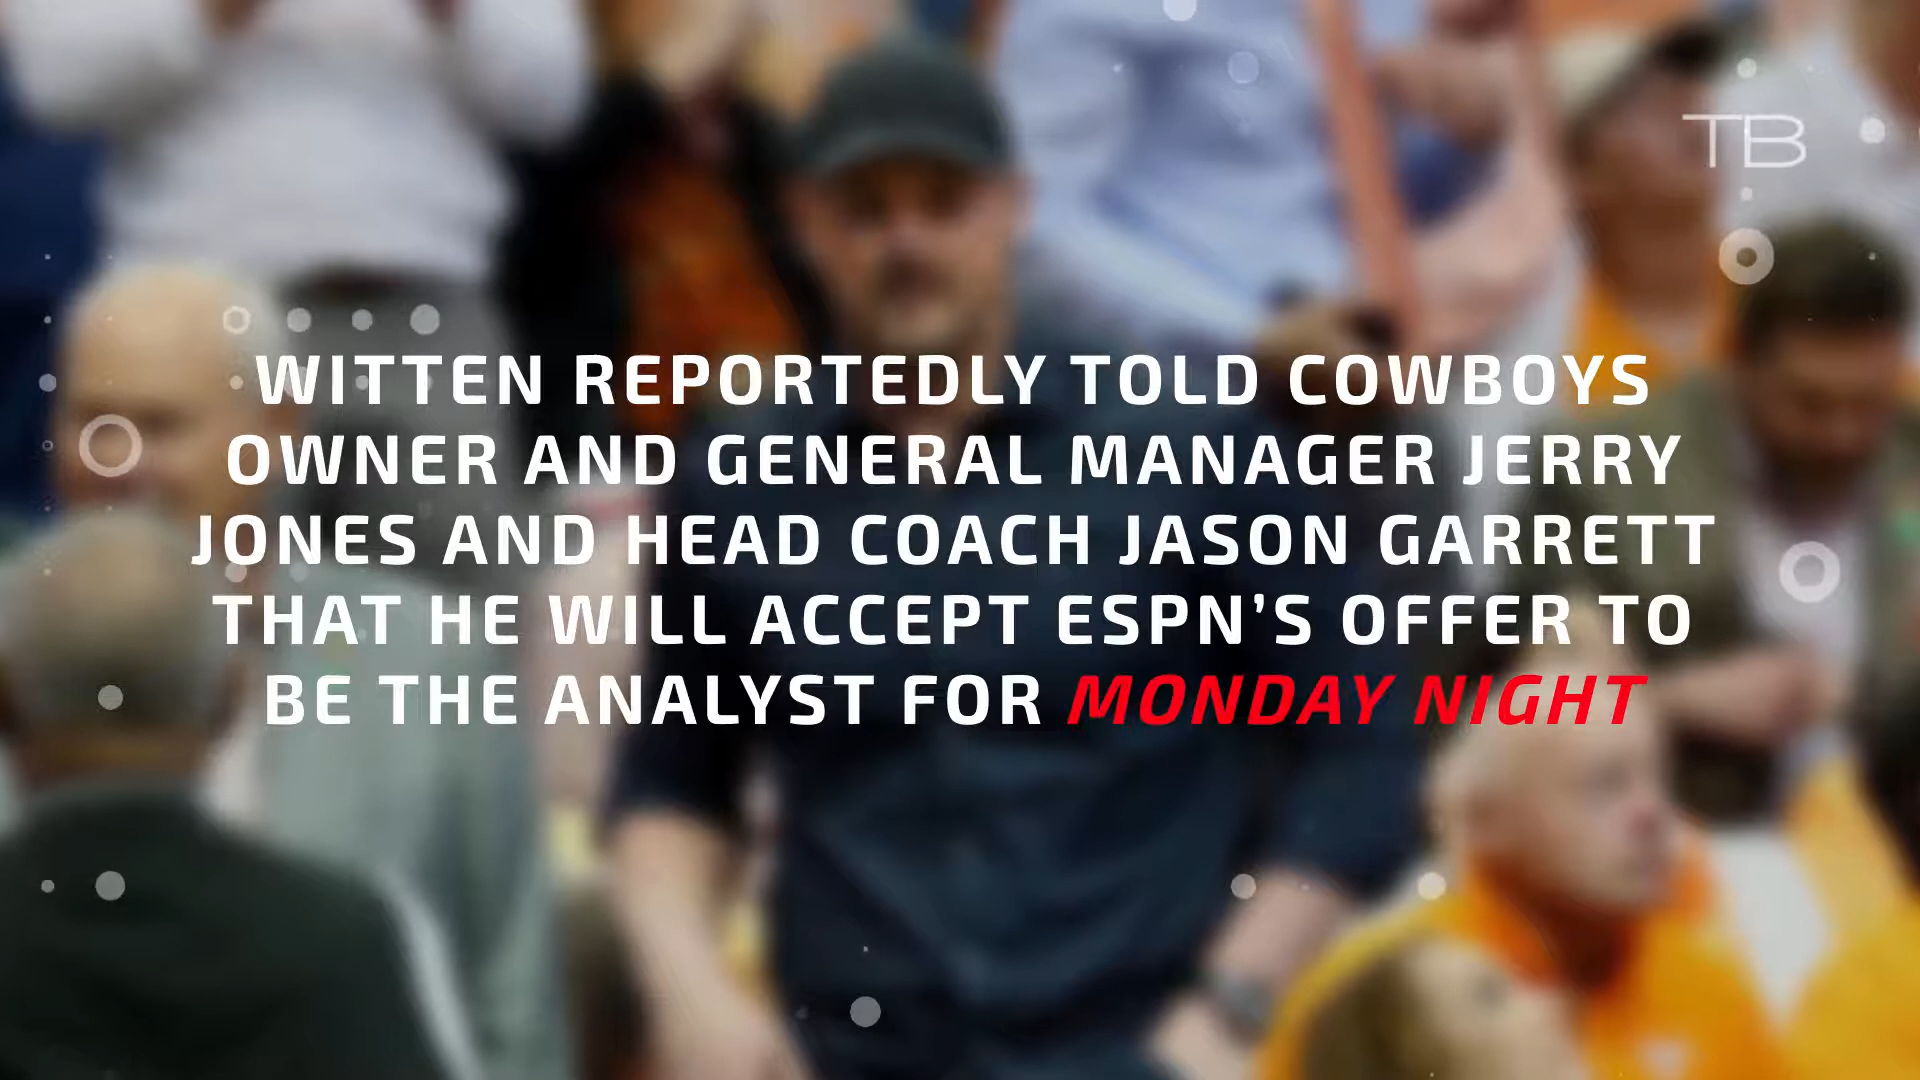 TB
WITTEN REPORTEDLY TOLD COWBOYS
OWNER AND GENERAL MANAGER JERRY
JONES AND HEAD COACH JASON GARRETT
THAT HE WILL ACCEPT ESPN’S OFFER TO
BE THE ANALYST FOR MONDAY NIGHT